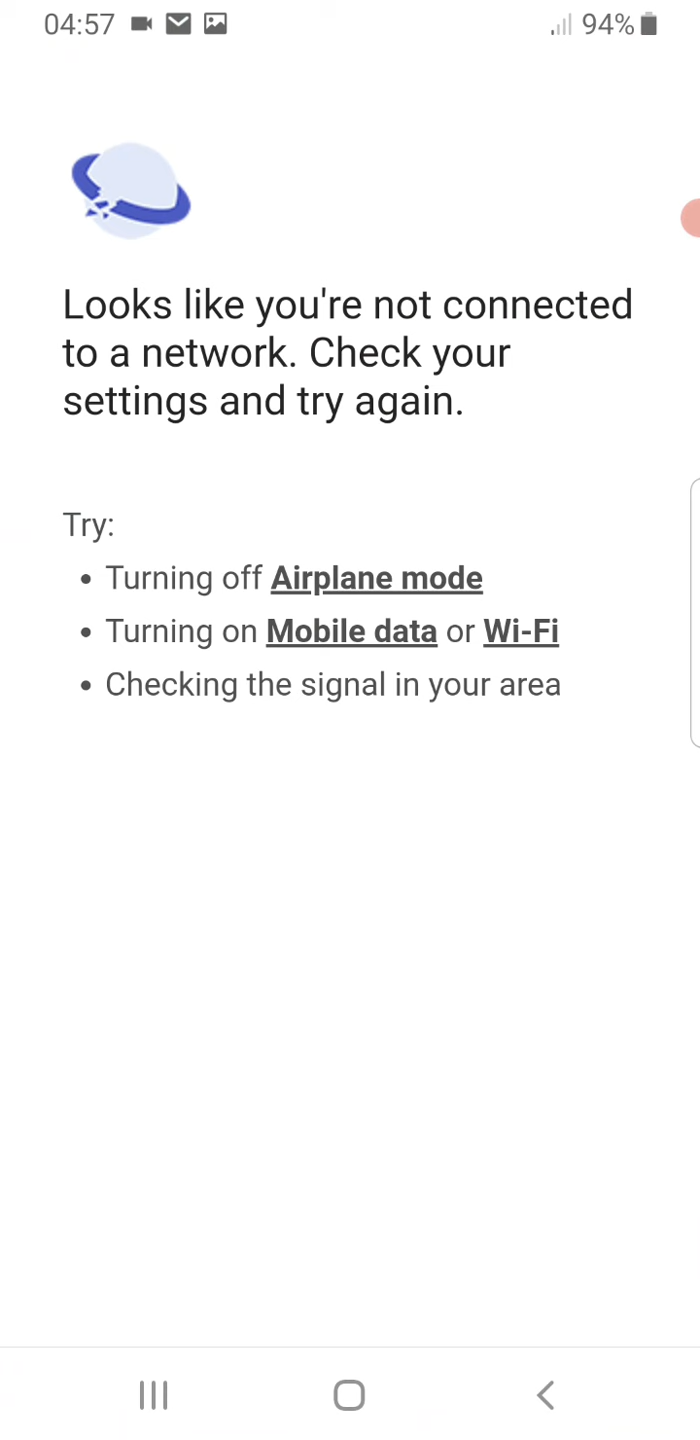 04:57 94%
Looks like you're not connected
to a network. Check your
settings and try again.
Try:
• Turning off Airplane mode
• Turning on Mobile data or Wi-Fi
• Checking the signal in your area